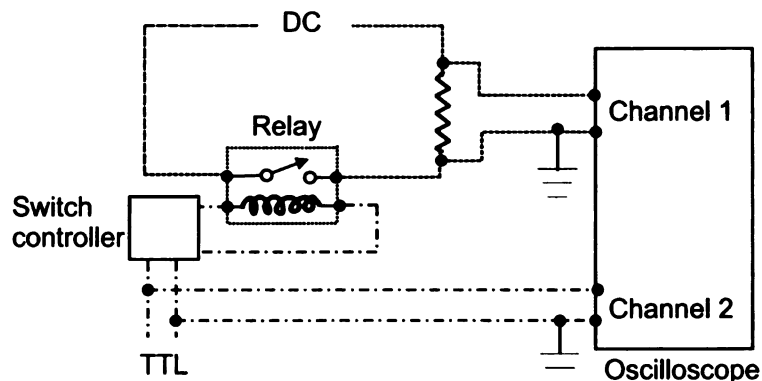 DC
Relay
Channel 1
Switch
controller
Channel 2
TTL
Oscilloscope